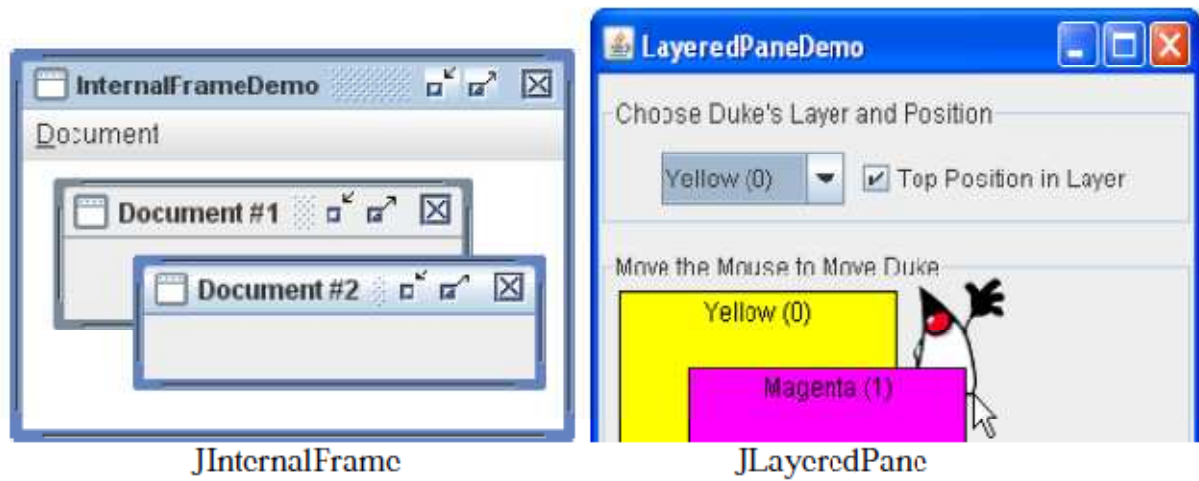 InternalFrameDemo
Document
Document #1
Document #2
JInternalFrame
LayeredPaneDemo
Choose Duke's Layer and Position
Yellow (0)
Top Position in Layer
Move the Mouse to Move Duke
Yellow (0)
Magenta (1)
JLayeredPane